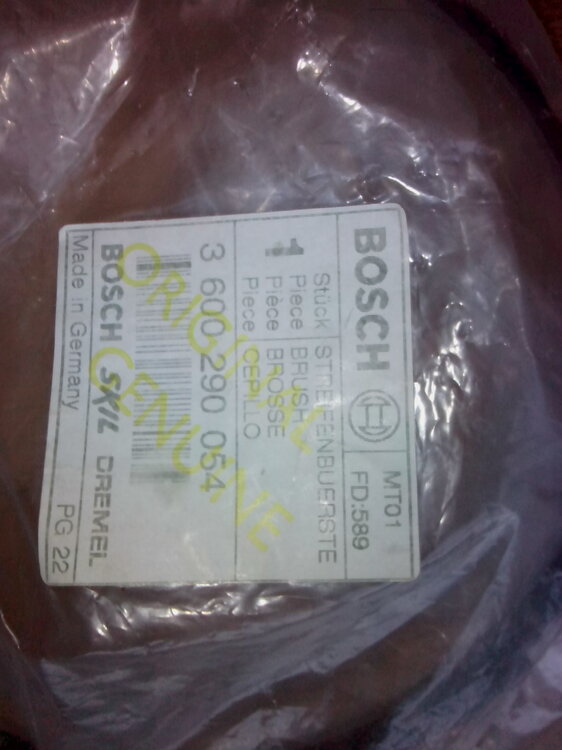 BOSCH MT01
FD:589
1 Stück STREIFENBUERSTE
Piece BRUSH
Pièce BROSSE
Piece CEPILLO
3 600 290 054
ORIGINAL
GENUINE
BOSCH SKIL DREMEL
Made in Germany PG 22